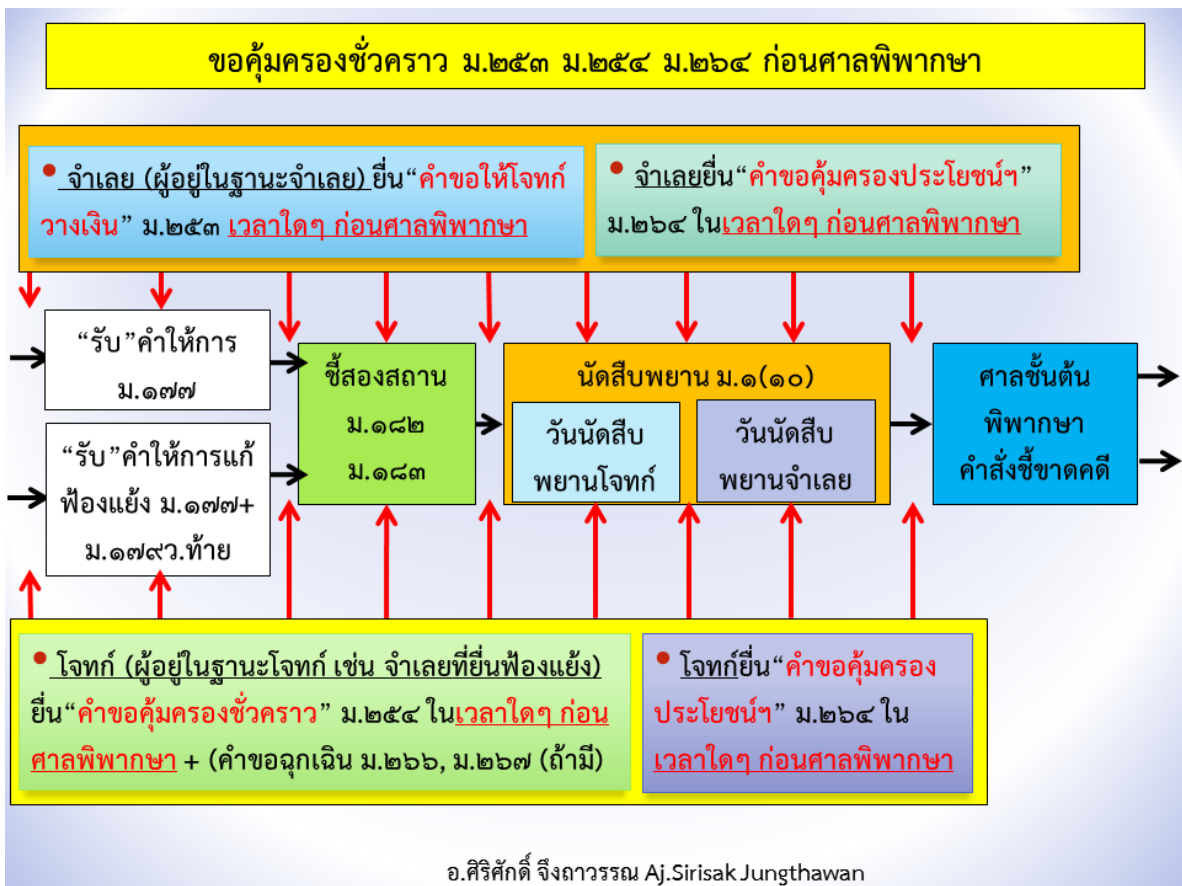 ขอคุ้มครองชั่วคราว ม.๒๕๓ ม.๒๕๔ ม.๒๖๔ ก่อนศาลพิพากษา
• จำเลย (ผู้อยู่ในฐานะจำเลย) ยื่น“คำขอให้โจทก์
วางเงิน” ม.๒๕๓ เวลาใดๆ ก่อนศาลพิพากษา
• จำเลยยื่น“คำขอคุ้มครองประโยชน์ฯ”
ม.๒๖๔ ในเวลาใดๆ ก่อนศาลพิพากษา
“รับ”คำให้การ
ม.๑๗๗
“รับ”คำให้การแก้
ฟ้องแย้ง ม.๑๗๗+
ม.๑๗๙ว.ท้าย
ชี้สองสถาน
ม.๑๘๒
ม.๑๘๓
นัดสืบพยาน ม.๑(๑๐)
วันนัดสืบ
พยานโจทก์
วันนัดสืบ
พยานจำเลย
ศาลชั้นต้น
พิพากษา
คำสั่งชี้ขาดคดี
• โจทก์ (ผู้อยู่ในฐานะโจทก์ เช่น จำเลยที่ยื่นฟ้องแย้ง)
ยื่น“คำขอคุ้มครองชั่วคราว” ม.๒๕๔ ในเวลาใดๆ ก่อน
ศาลพิพากษา + (คำขอฉุกเฉิน ม.๒๖๖, ม.๒๖๗ (ถ้ามี)
• โจทก์ยื่น“คำขอคุ้มครอง
ประโยชน์ฯ” ม.๒๖๔ ใน
เวลาใดๆ ก่อนศาลพิพากษา
อ.ศิริศักดิ์ จึงถาวรรณ Aj.Sirisak Jungthawan